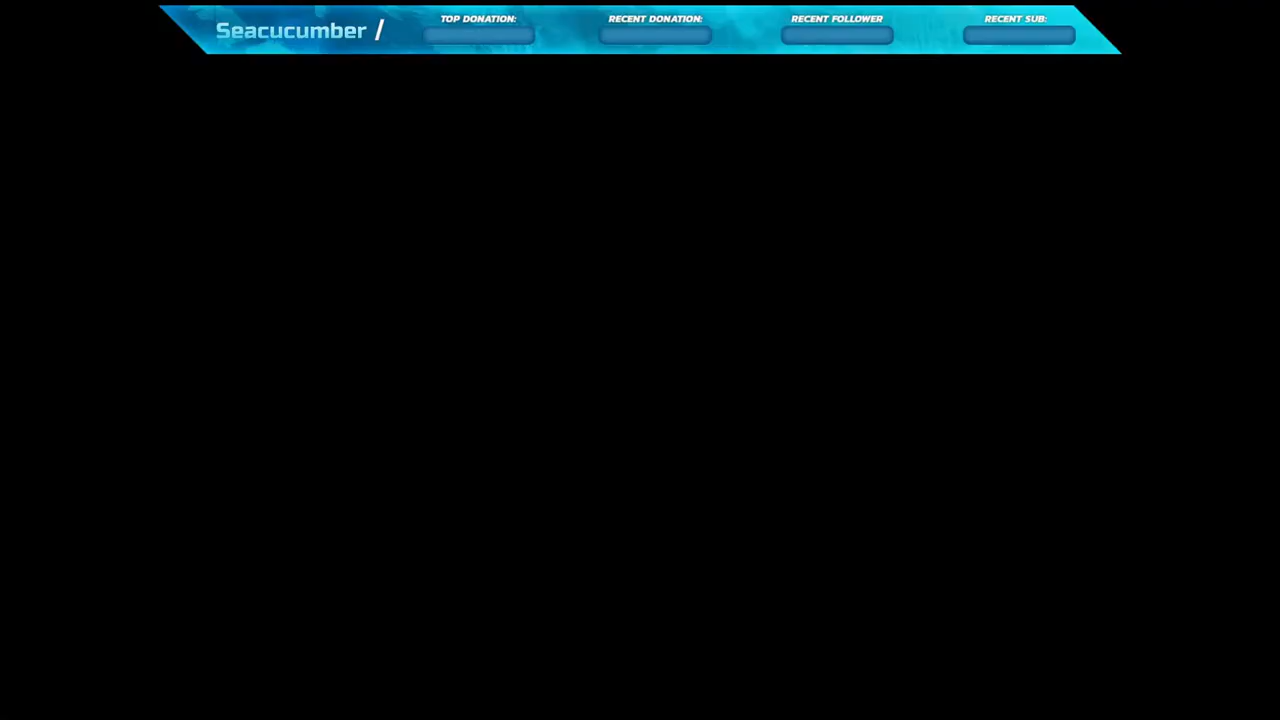 Seacucumber /
TOP DONATION:
RECENT DONATION:
RECENT FOLLOWER
RECENT SUB: